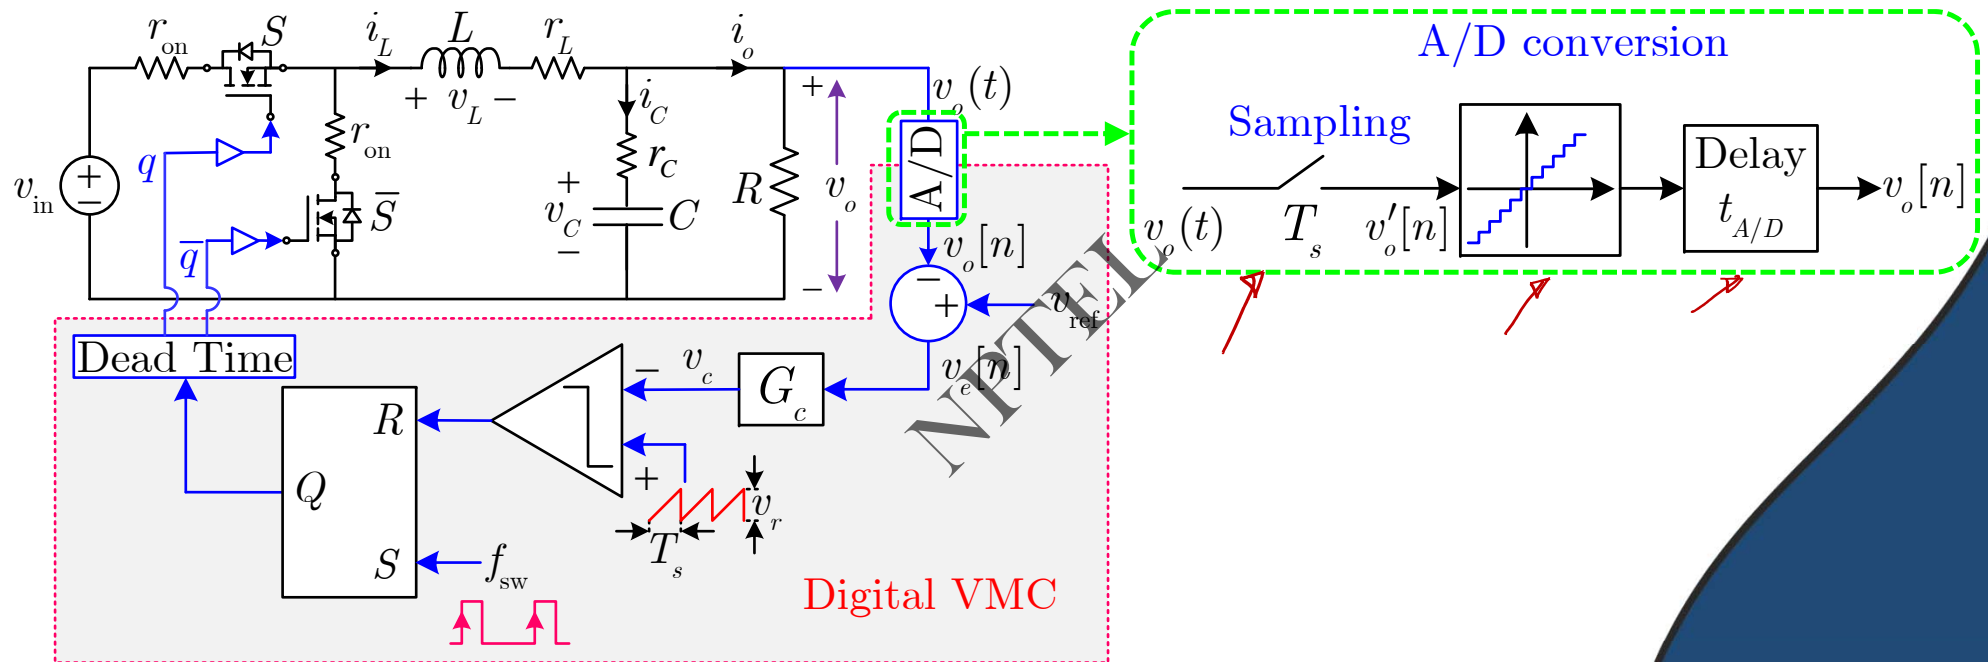 r_on
S
i_L
L
r_L
i_o
+ v_L −
i_C
+
v_o(t)
A/D conversion
q
r_on
r_C
A/D
Sampling
Delay
t_{A/D}
v_in
+
−
S̅
+
v_C
−
C
R
v_o
v_o(t)
T_s
v'_o[n]
v_o[n]
q̅
−
v_o[n]
−
+
v_ref
Dead Time
v_c
−
G_c
v_e[n]
R
+
Q
v_r
T_s
S
f_sw
Digital VMC
NPTEL